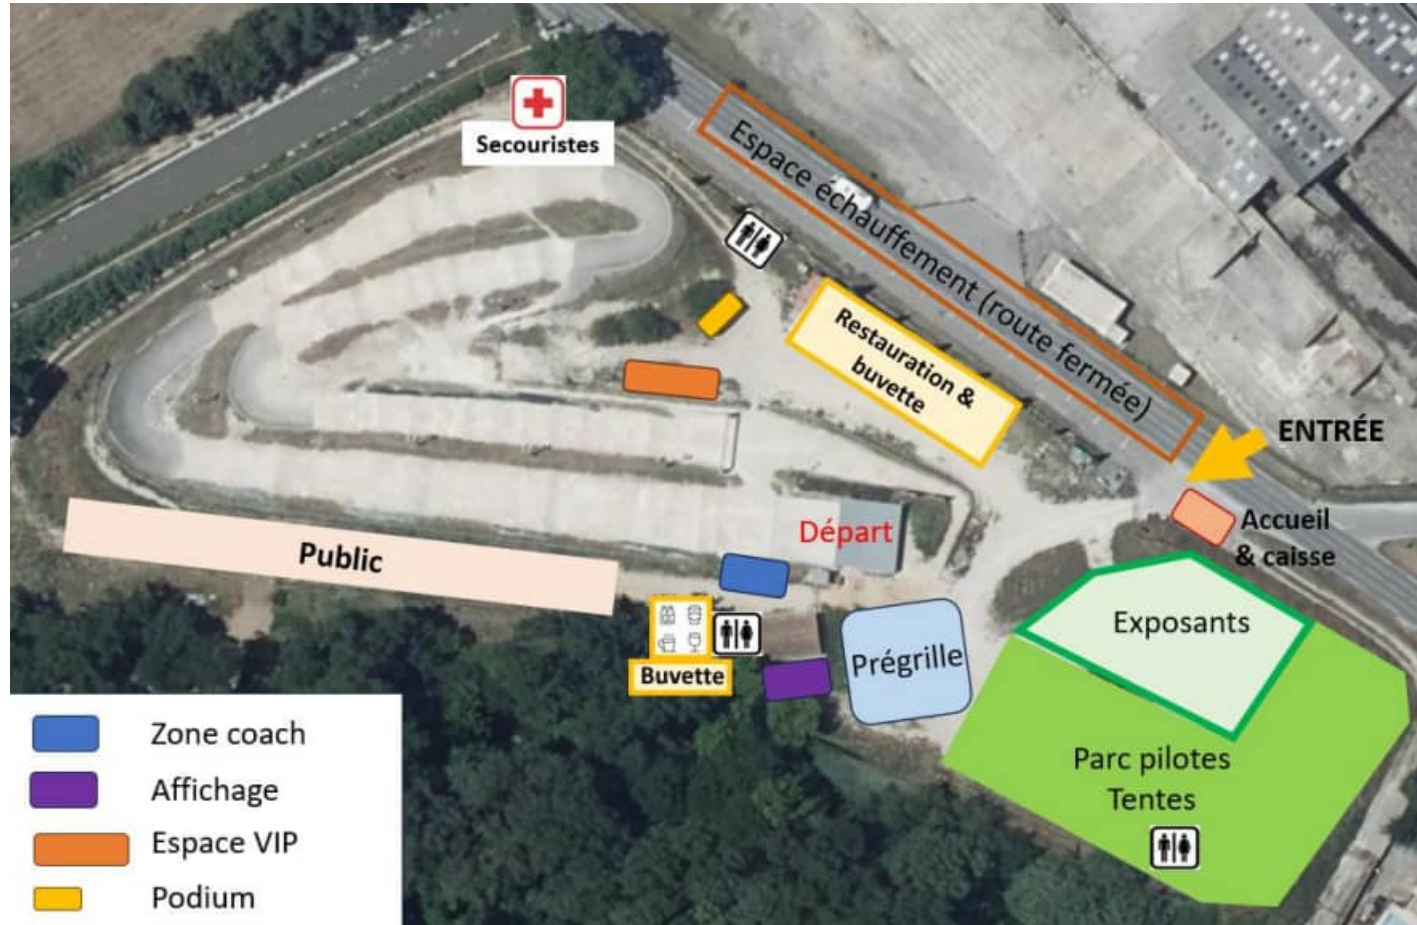 Secouristes
Espace échauffement (route fermée)
Restauration &
buvette
ENTRÉE
Accueil
& caisse
Départ
Public
Exposants
Prégrille
Buvette
Parc pilotes
Tentes
Zone coach
Affichage
Espace VIP
Podium